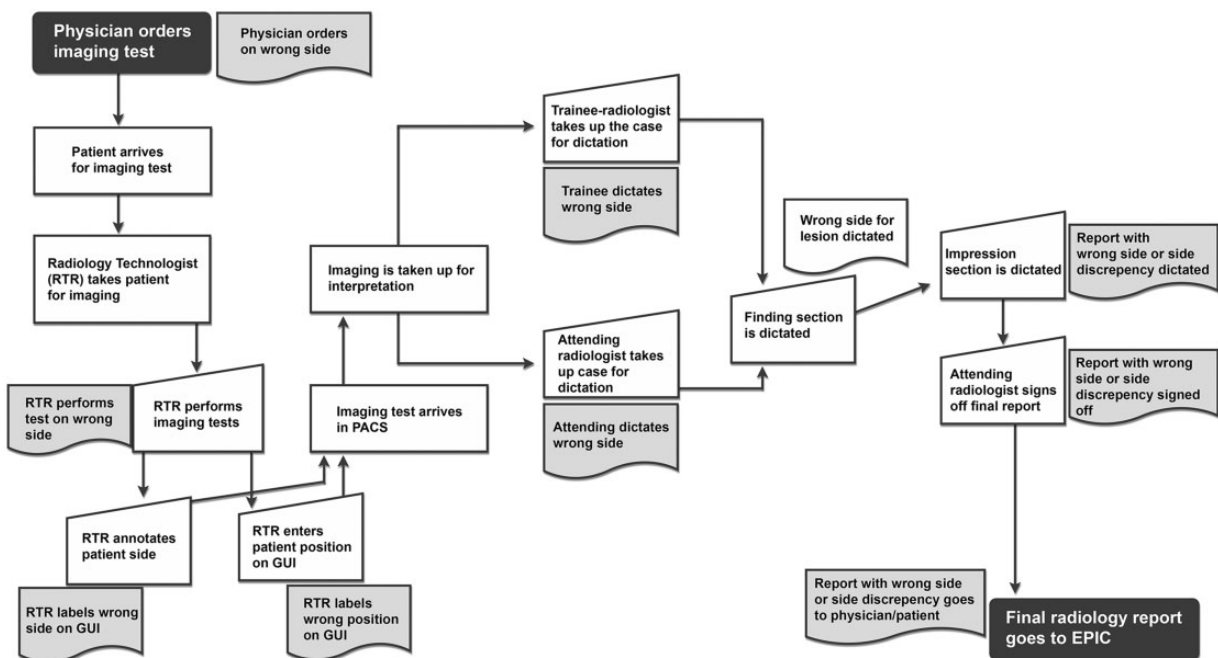 Physician orders
imaging test
Physician orders
on wrong side
Patient arrives
for imaging test
Radiology Technologist
(RTR) takes patient
for imaging
RTR performs
test on wrong
side
RTR performs
imaging tests
RTR annotates
patient side
RTR labels wrong
side on GUI
RTR enters
patient position
on GUI
RTR labels
wrong position
on GUI
Imaging test arrives
in PACS
Imaging is taken up for
interpretation
Trainee-radiologist
takes up the case
for dictation
Trainee dictates
wrong side
Attending
radiologist takes
up case for
dictation
Attending dictates
wrong side
Wrong side for
lesion dictated
Finding section
is dictated
Impression
section is dictated
Report with
wrong side or side
discrepancy dictated
Attending
radiologist signs
off final report
Report with wrong
side or side
discrepancy signed
off
Report with wrong side
or side discrepancy goes
to physician/patient
Final radiology report
goes to EPIC